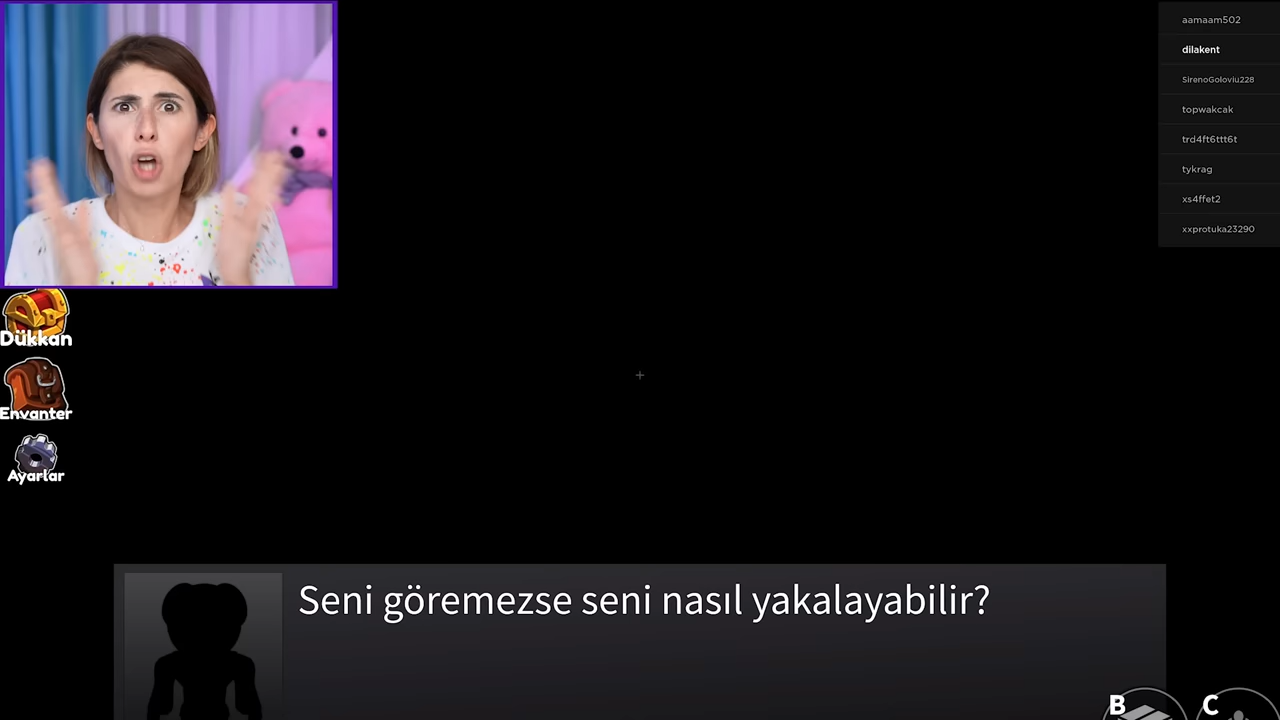 aamaam502
dilakent
SirenoGoloviu228
topwakcak
trd4ft6ttt6t
tykrag
xs4ffet2
xxprotuka23290
Dükkan
Envanter
Ayarlar
Seni göremezse seni nasıl yakalayabilir?
B
C